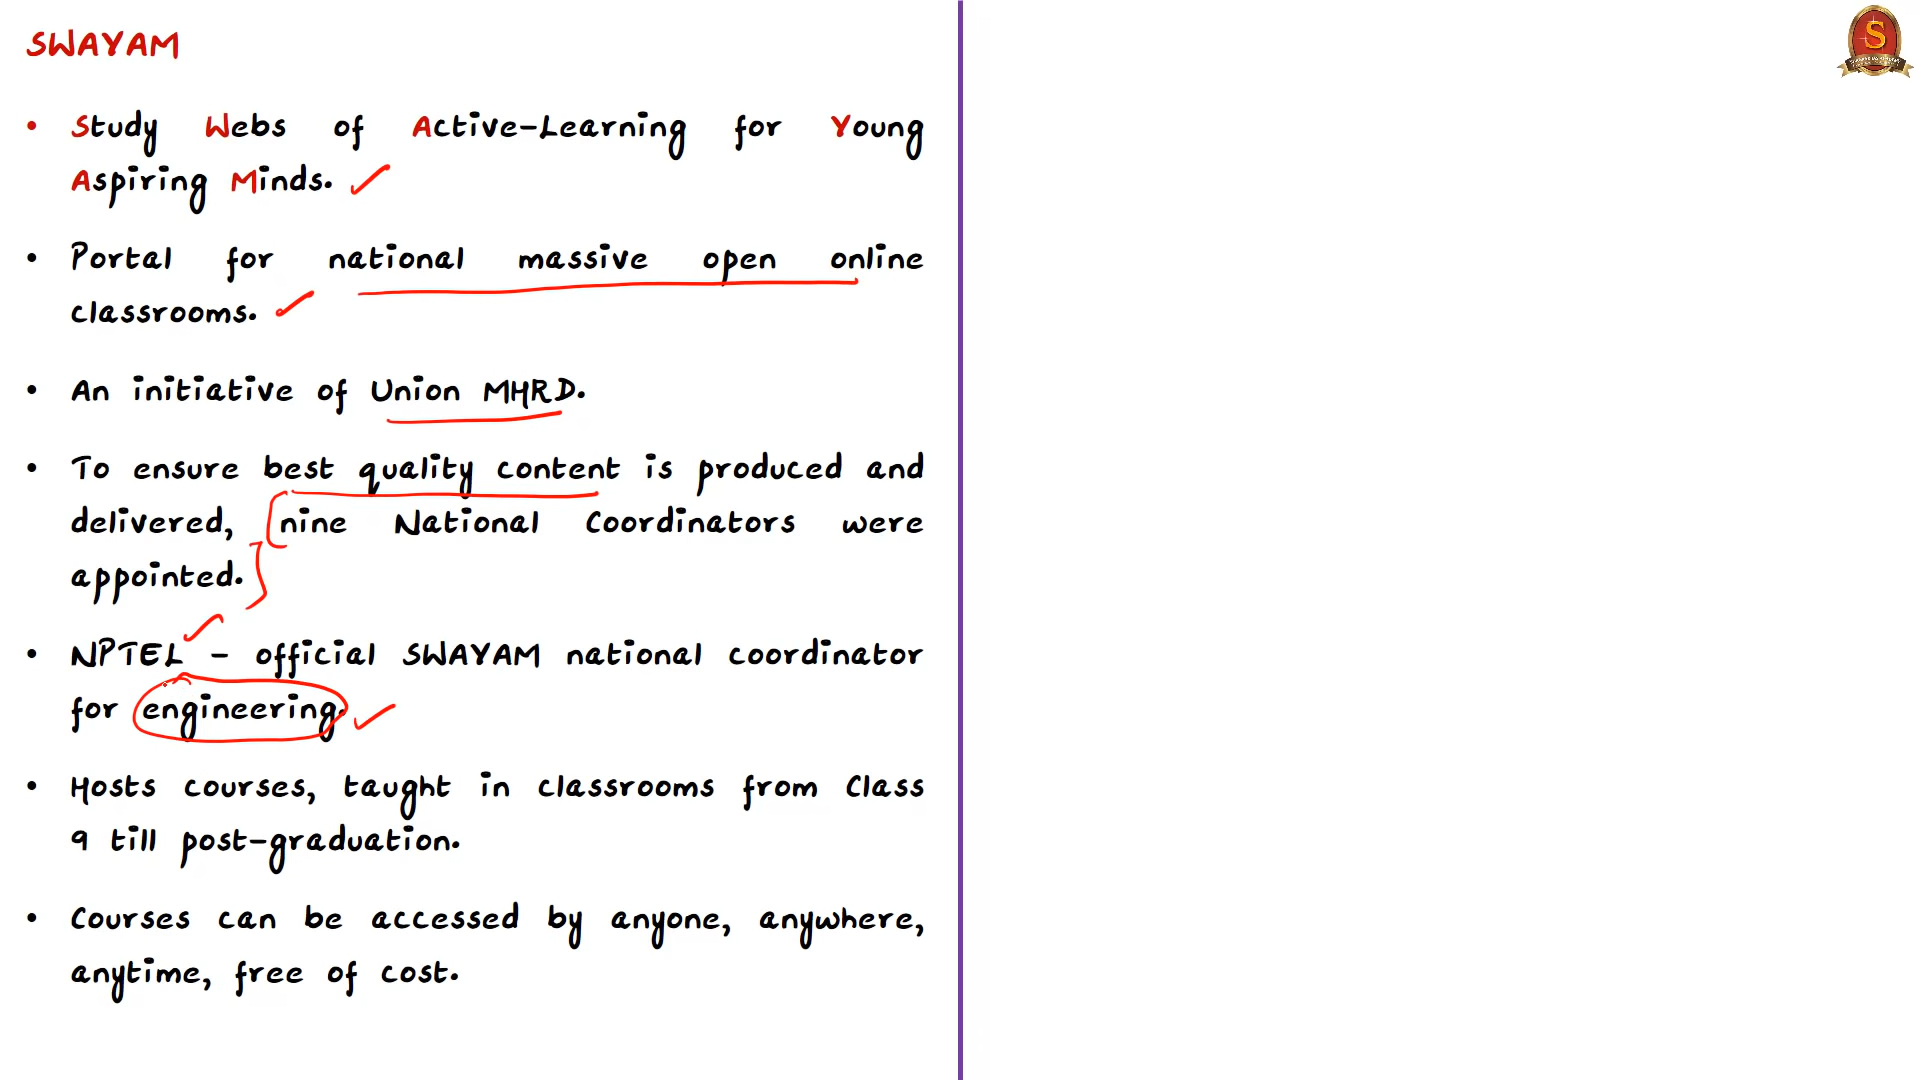 SWAYAM
• Study Webs of Active-Learning for Young
Aspiring Minds.
• Portal for national massive open online
classrooms.
• An initiative of Union MHRD.
• To ensure best quality content is produced and
delivered, nine National Coordinators were
appointed.
• NPTEL - official SWAYAM national coordinator
for engineering.
• Hosts courses, taught in classrooms from Class
9 till post-graduation.
• Courses can be accessed by anyone, anywhere,
anytime, free of cost.
S